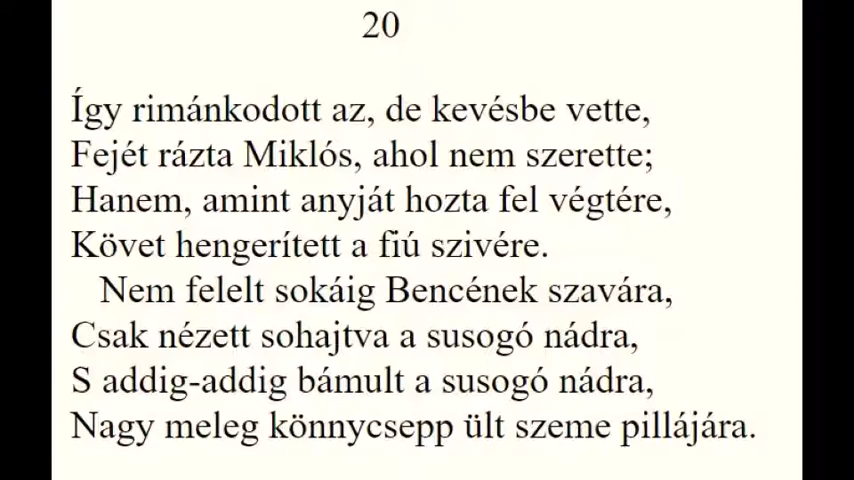 20
Így rimánkodott az, de kevésbe vette,
Fejét rázta Miklós, ahol nem szerette;
Hanem, amint anyját hozta fel végtére,
Követ hengerített a fiú szivére.
Nem felelt sokáig Bencének szavára,
Csak nézett sohajtva a susogó nádra,
S addig-addig bámult a susogó nádra,
Nagy meleg könnycsepp ült szeme pillájára.